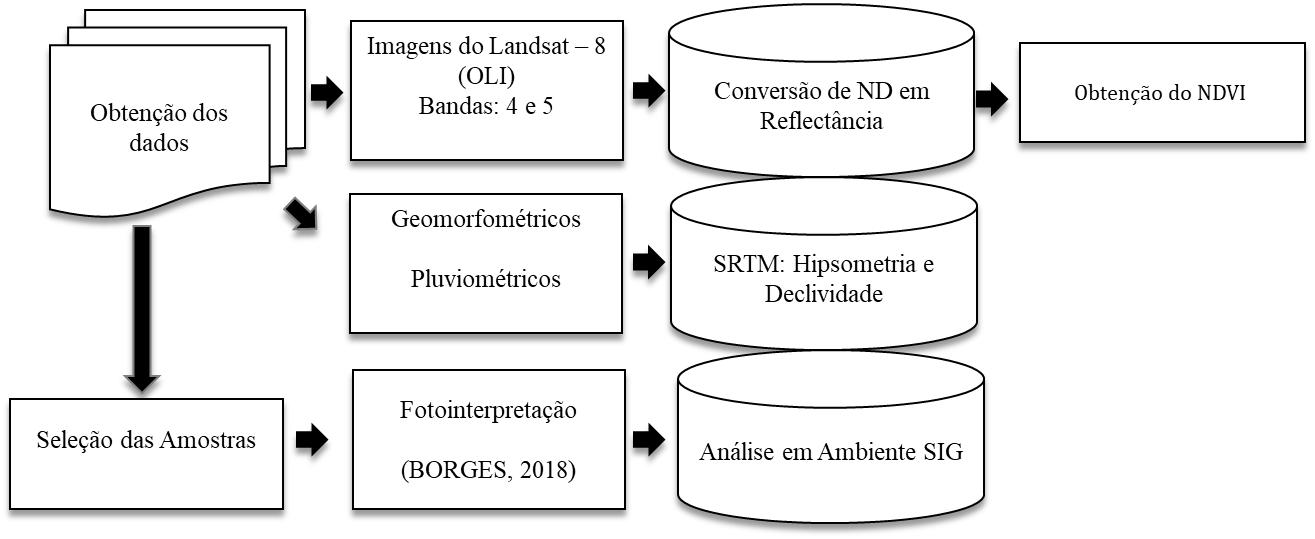 Obtenção dos
dados
Imagens do Landsat – 8
(OLI)
Bandas: 4 e 5
Conversão de ND em
Reflectância
Obtenção do NDVI
Geomorfométricos
Pluviométricos
SRTM: Hipsometria e
Declividade
Seleção das Amostras
Fotointerpretação
(BORGES, 2018)
Análise em Ambiente SIG